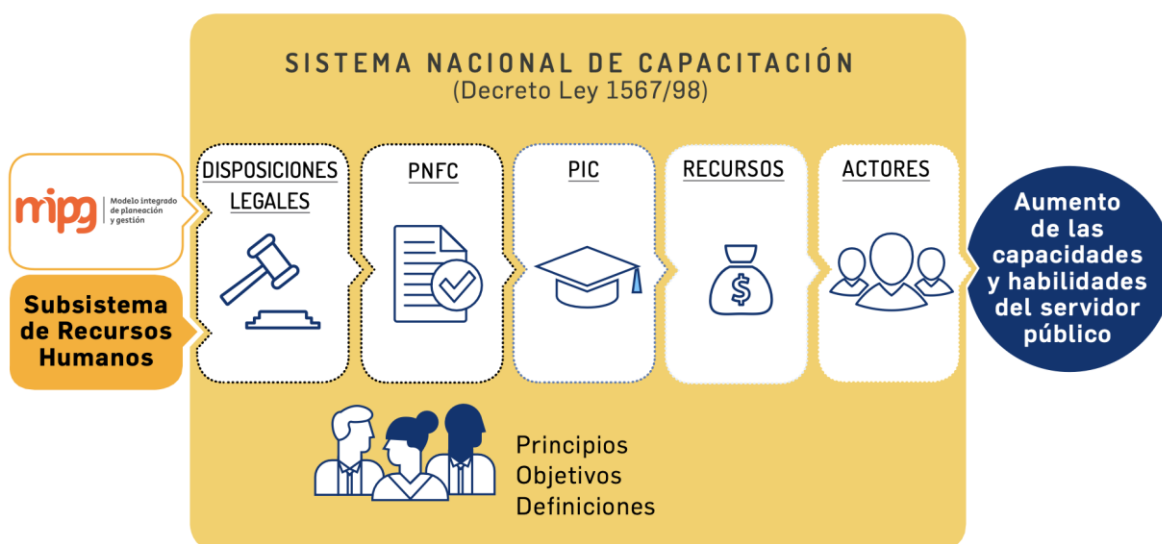 SISTEMA NACIONAL DE CAPACITACIÓN
(Decreto Ley 1567/98)
mipg
Modelo integrado
de planeación
y gestión
Subsistema
de Recursos
Humanos
DISPOSICIONES
LEGALES
PNFC
PIC
RECURSOS
$
ACTORES
Aumento
de las
capacidades
y habilidades
del servidor
público
Principios
Objetivos
Definiciones